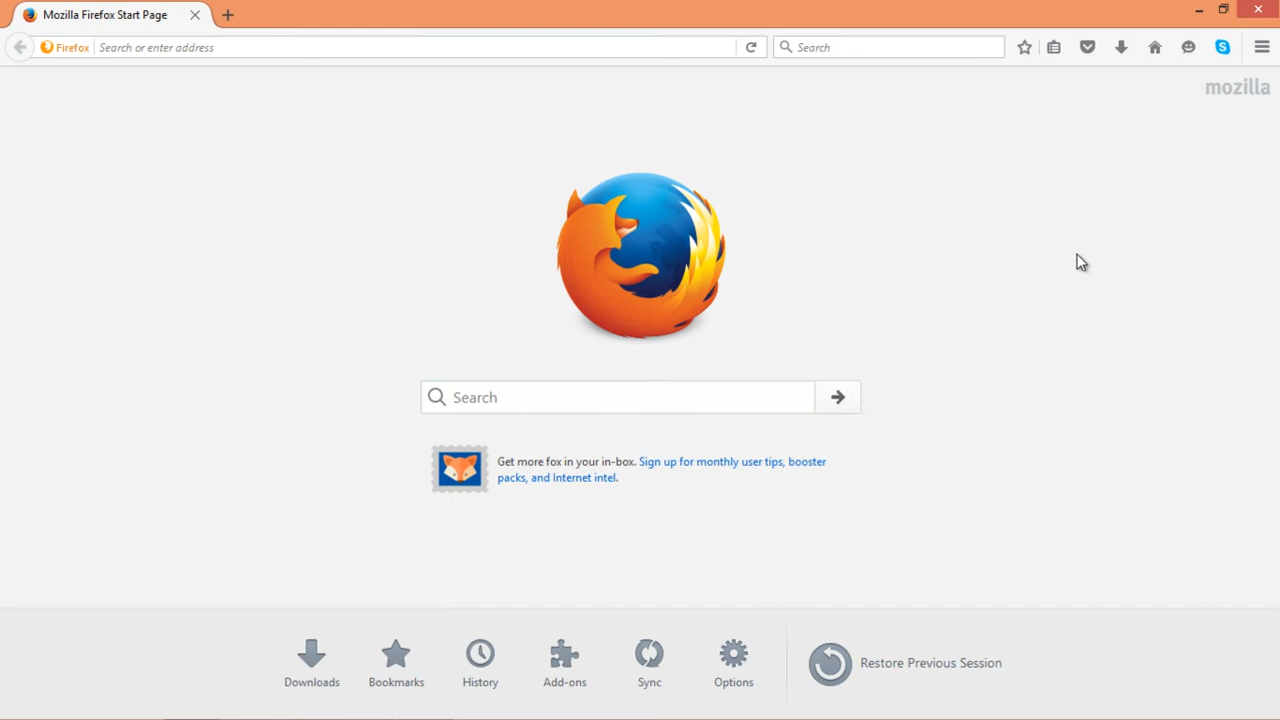 Mozilla Firefox Start Page
Firefox Search or enter address
Search
mozilla
Search
Get more fox in your in-box. Sign up for monthly user tips, booster
packs, and Internet intel.
Downloads Bookmarks History Add-ons Sync Options
Restore Previous Session